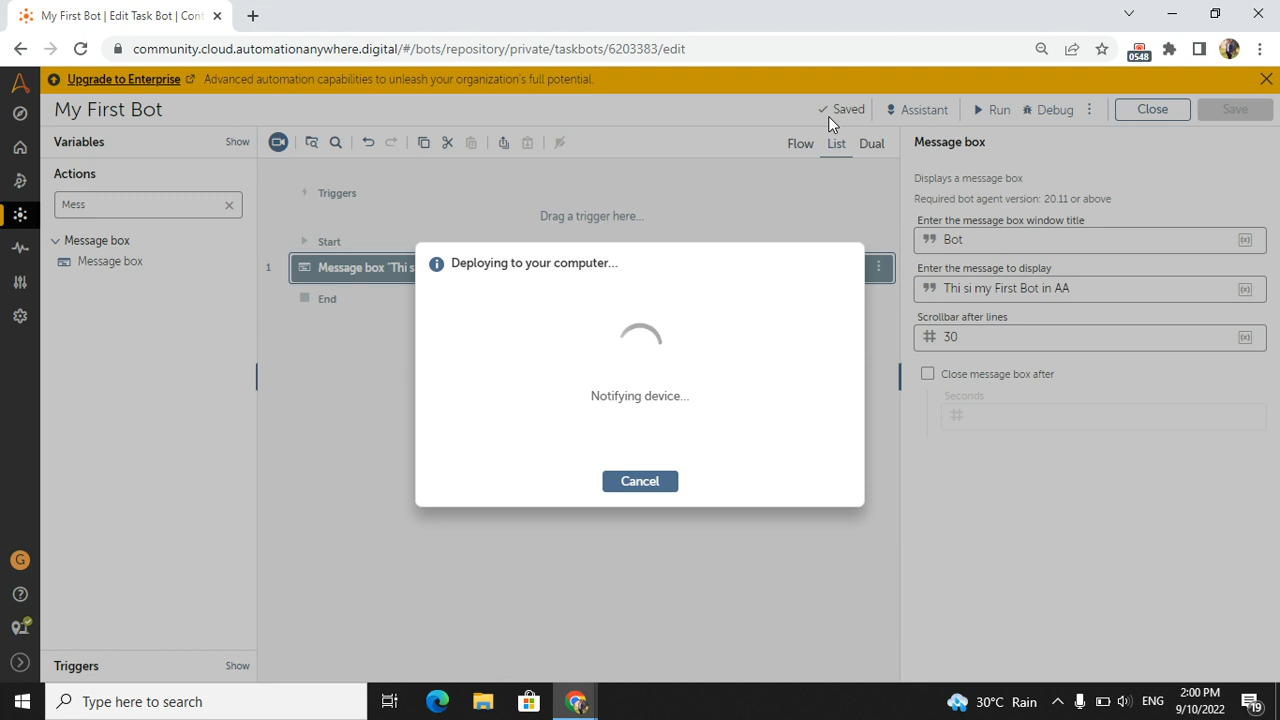 My First Bot | Edit Task Bot | Cont
community.cloud.automationanywhere.digital/#/bots/repository/private/taskbots/6203383/edit
0548
Upgrade to Enterprise Advanced automation capabilities to unleash your organization's full potential.
My First Bot
Saved
Assistant
Run
Debug
Close
Save
Variables
Show
Actions
Mess
Message box
Message box
Flow
List
Dual
Triggers
Drag a trigger here...
Start
1
Message box "Thi s
End
Deploying to your computer...
Notifying device...
Cancel
Message box
Displays a message box
Required bot agent version: 20.11 or above
Enter the message box window title
Bot
(x)
Enter the message to display
Thi si my First Bot in AA
(x)
Scrollbar after lines
# 30
(x)
Close message box after
Seconds
#
G
Triggers
Show
Type here to search
30°C Rain
ENG
2:00 PM
9/10/2022
19